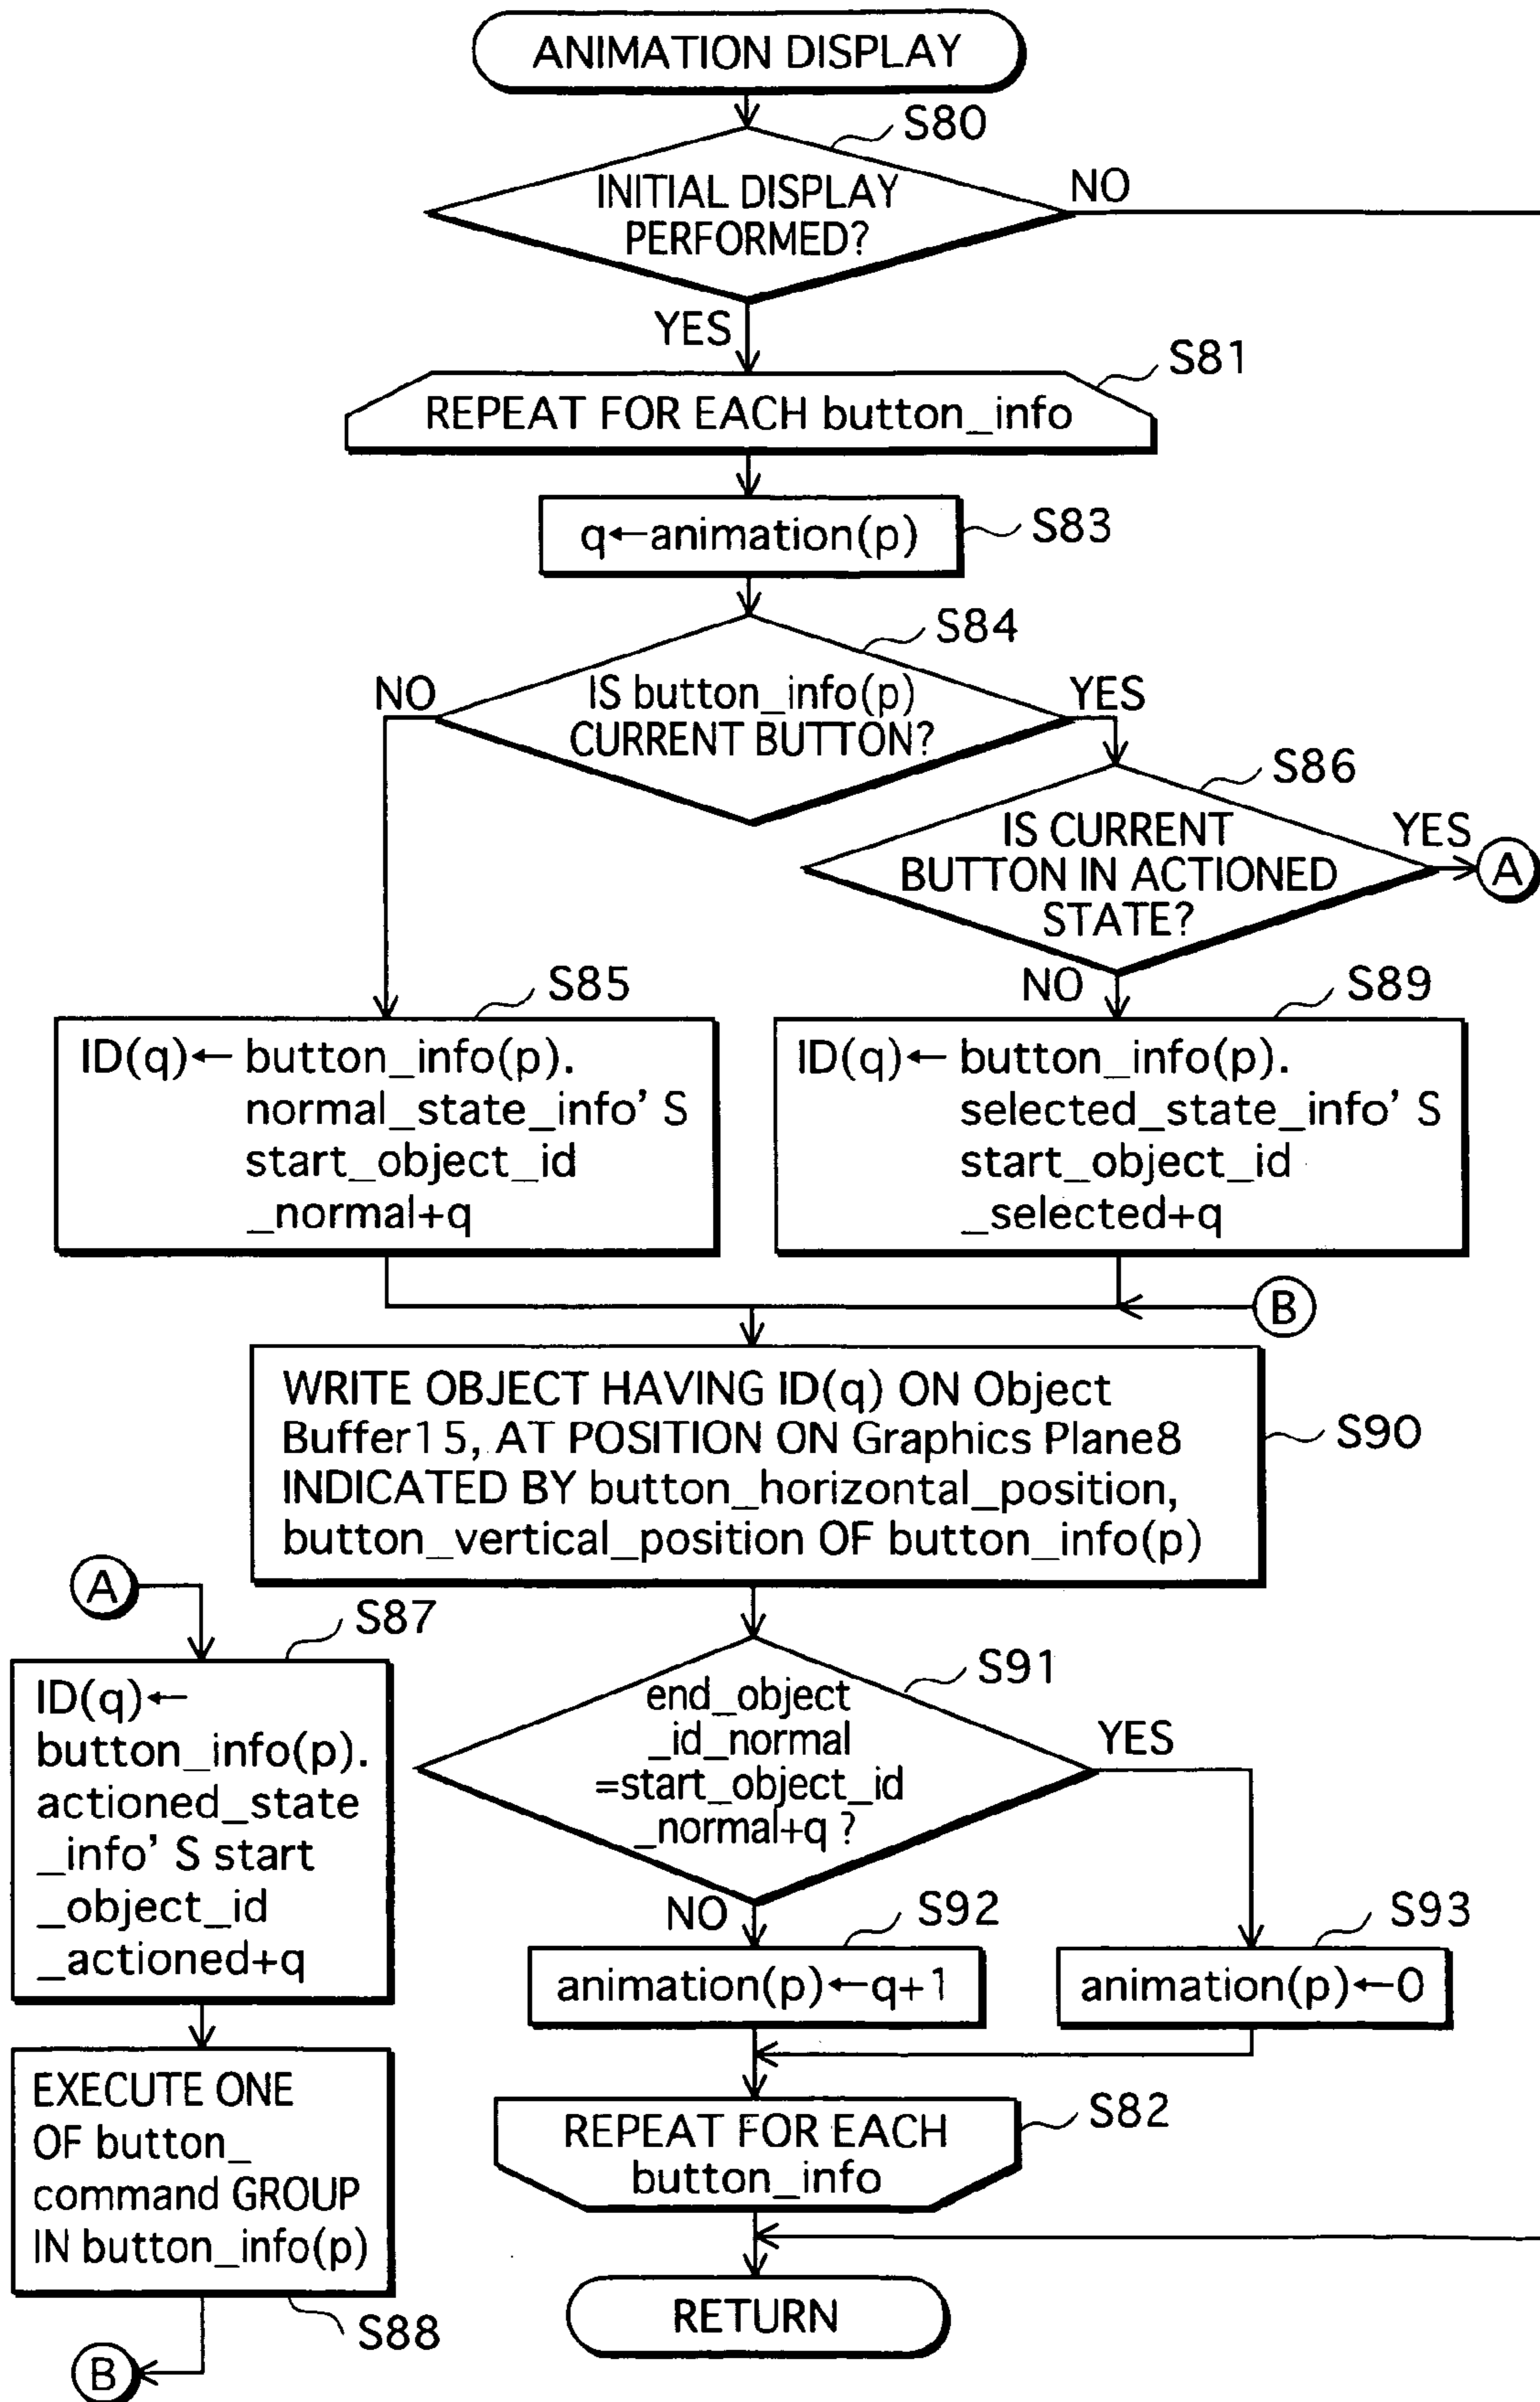 ANIMATION DISPLAY
S80
INITIAL DISPLAY
PERFORMED?
NO
YES
S81
REPEAT FOR EACH button_info
q←animation(p)
S83
S84
IS button_info(p)
CURRENT BUTTON?
NO
YES
S86
IS CURRENT
BUTTON IN ACTIONED
STATE?
YES
A
NO
S85
ID(q)← button_info(p).
normal_state_info' S
start_object_id
_normal+q
S89
ID(q)← button_info(p).
selected_state_info' S
start_object_id
_selected+q
B
WRITE OBJECT HAVING ID(q) ON Object
Buffer15, AT POSITION ON Graphics Plane8
INDICATED BY button_horizontal_position,
button_vertical_position OF button_info(p)
S90
A
S87
ID(q)←
button_info(p).
actioned_state
_info' S start
_object_id
_actioned+q
S91
end_object
_id_normal
=start_object_id
_normal+q ?
YES
NO
S92
animation(p)←q+1
S93
animation(p)←0
EXECUTE ONE
OF button_
command GROUP
IN button_info(p)
S88
B
S82
REPEAT FOR EACH
button_info
RETURN